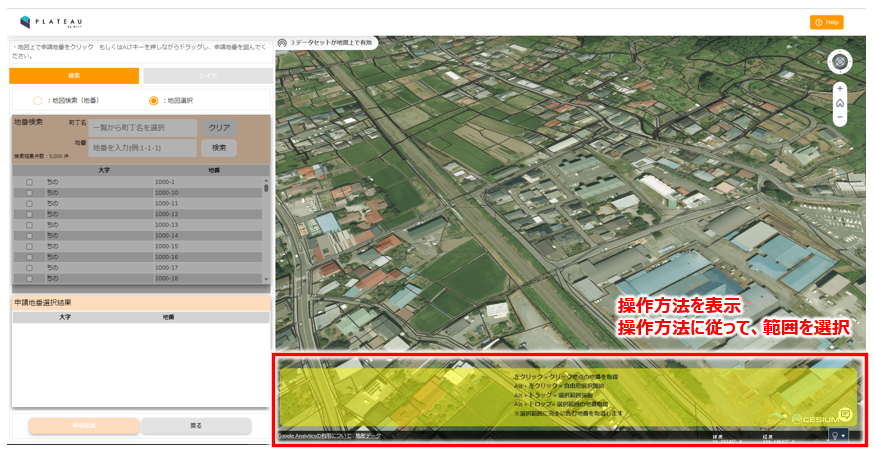 PLATEAU
by MLIT
Help
・地図上で申請地番をクリック もしくはALTキーを押しながらドラッグし、申請地番を囲んでください。
3 データセットが地図上で有効
検索
レイヤ
：地図検索（地番）
：地図選択
地番検索
町丁名
一覧から町丁名を選択
クリア
地番
地番を入力(例:1-1-1)
検索
検索結果件数：5,000 件
大字 地番
ちの 1000-1
ちの 1000-10
ちの 1000-11
ちの 1000-12
ちの 1000-13
ちの 1000-14
ちの 1000-15
ちの 1000-16
ちの 1000-17
ちの 1000-18
申請地番選択結果
大字 地番
戻る
操作方法を表示
操作方法に従って、範囲を選択
左クリック = クリック地点の地番を取得
Alt + 左クリック = 自由形選択開始
Alt + ドラッグ = 選択範囲描画
Alt + ドロップ = 選択範囲の地番取得
※選択範囲に完全に含む地番を取得します
CESIUM
Google Analyticsの利用について 地形データ